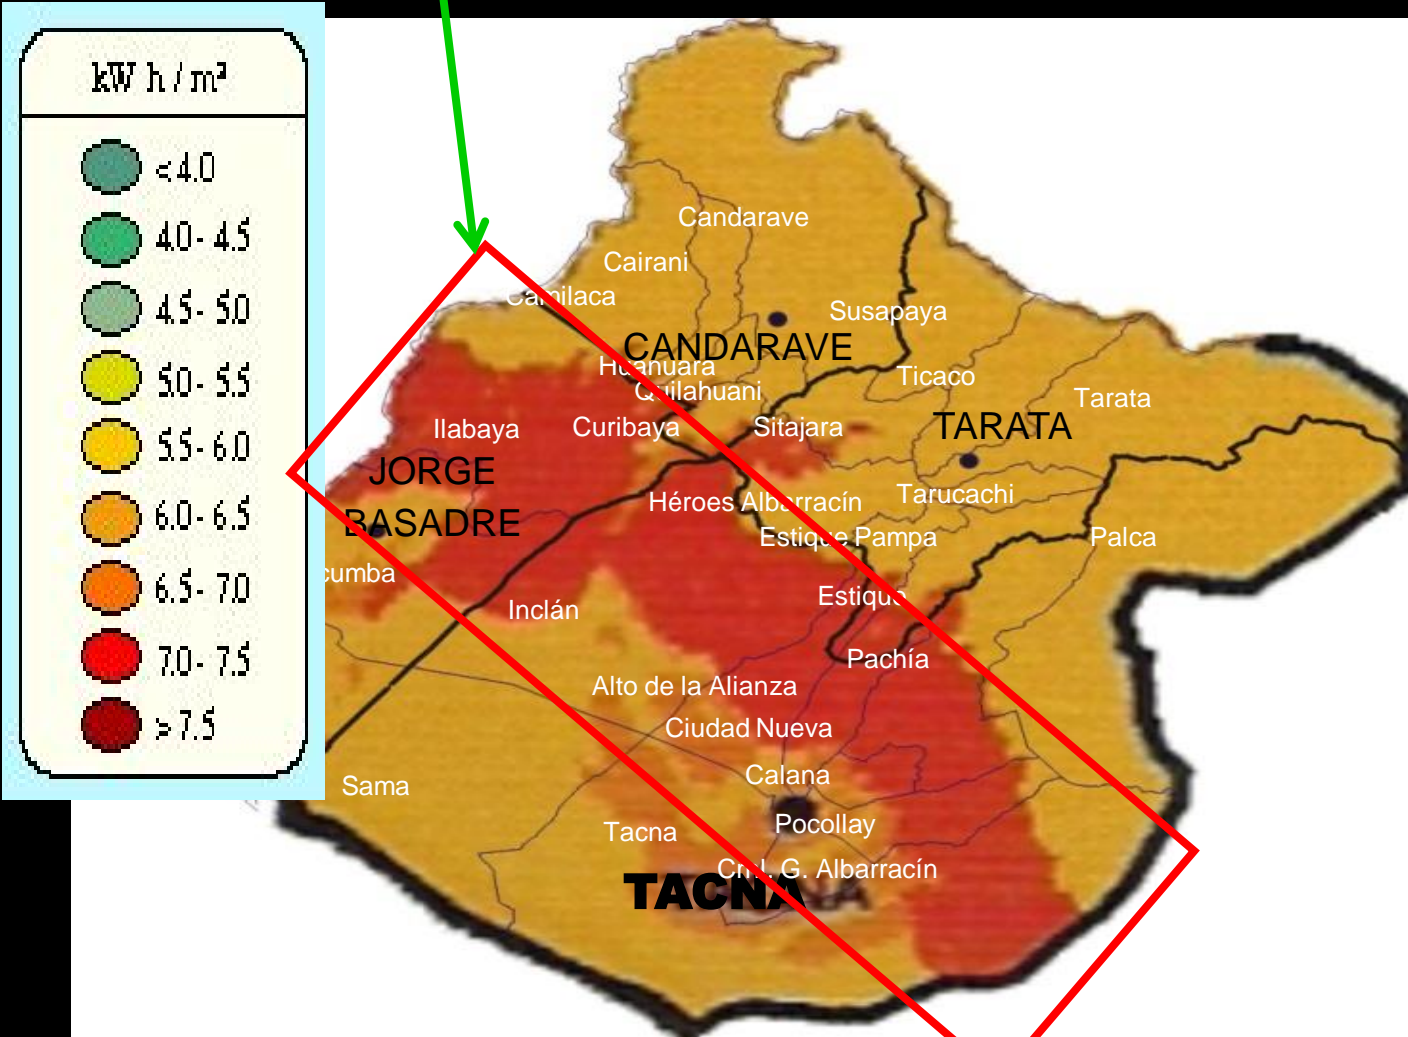 kW h / m²
< 4.0
4.0 - 4.5
4.5 - 5.0
5.0 - 5.5
5.5 - 6.0
6.0 - 6.5
6.5 - 7.0
7.0 - 7.5
> 7.5
Candarave
Cairani
Camilaca
Susapaya
CANDARAVE
Huanuara
Quilahuani
Ticaco
Tarata
Ilabaya
Curibaya
Sitajara
TARATA
JORGE
BASADRE
Héroes Albarracín
Tarucachi
Estique Pampa
Palca
cumba
Estique
Inclán
Pachía
Alto de la Alianza
Ciudad Nueva
Calana
Sama
Pocollay
Tacna
Crnl. G. Albarracín
TACNA